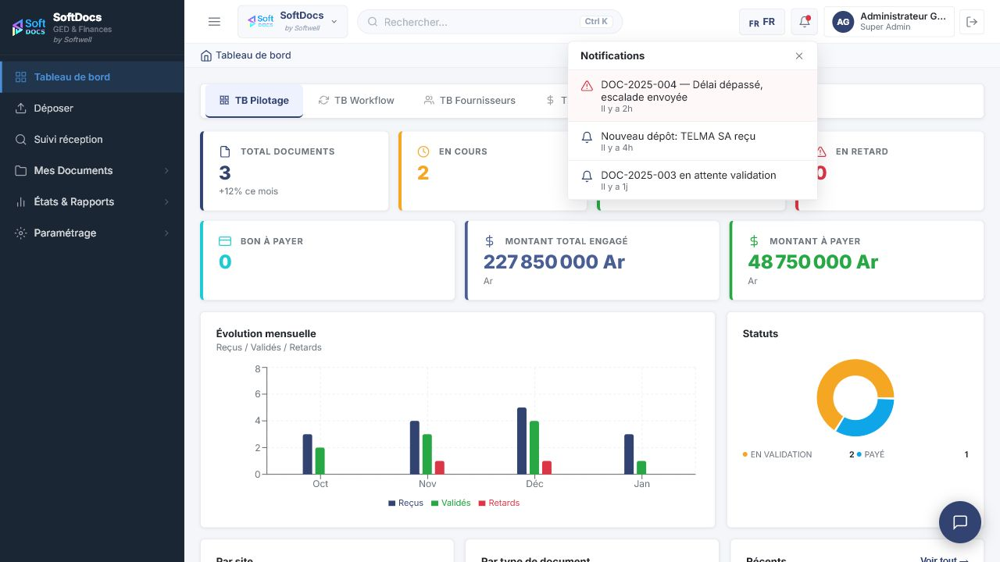 Soft
DOCS
SoftDocs
GED & Finances
by Softwell
Tableau de bord
Déposer
Suivi réception
Mes Documents
États & Rapports
Paramétrage
Soft
DOCS
SoftDocs
by Softwell
Rechercher...
Ctrl K
FR FR
AG
Administrateur G...
Super Admin
Tableau de bord
Notifications
DOC-2025-004 — Délai dépassé,
escalade envoyée
Il y a 2h
Nouveau dépôt: TELMA SA reçu
Il y a 4h
DOC-2025-003 en attente validation
Il y a 1j
TB Pilotage
TB Workflow
TB Fournisseurs
T
TOTAL DOCUMENTS
3
+12% ce mois
EN COURS
2
EN RETARD
0
BON À PAYER
0
MONTANT TOTAL ENGAGÉ
227 850 000 Ar
Ar
MONTANT À PAYER
48 750 000 Ar
Ar
Évolution mensuelle
Reçus / Validés / Retards
8
6
4
2
0
Oct
Nov
Déc
Jan
Reçus
Validés
Retards
Statuts
EN VALIDATION 2
PAYÉ 1
Par site
Par type de document
Récents
Voir tout →